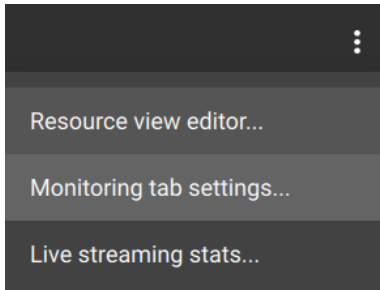 Resource view editor...
Monitoring tab settings...
Live streaming stats...